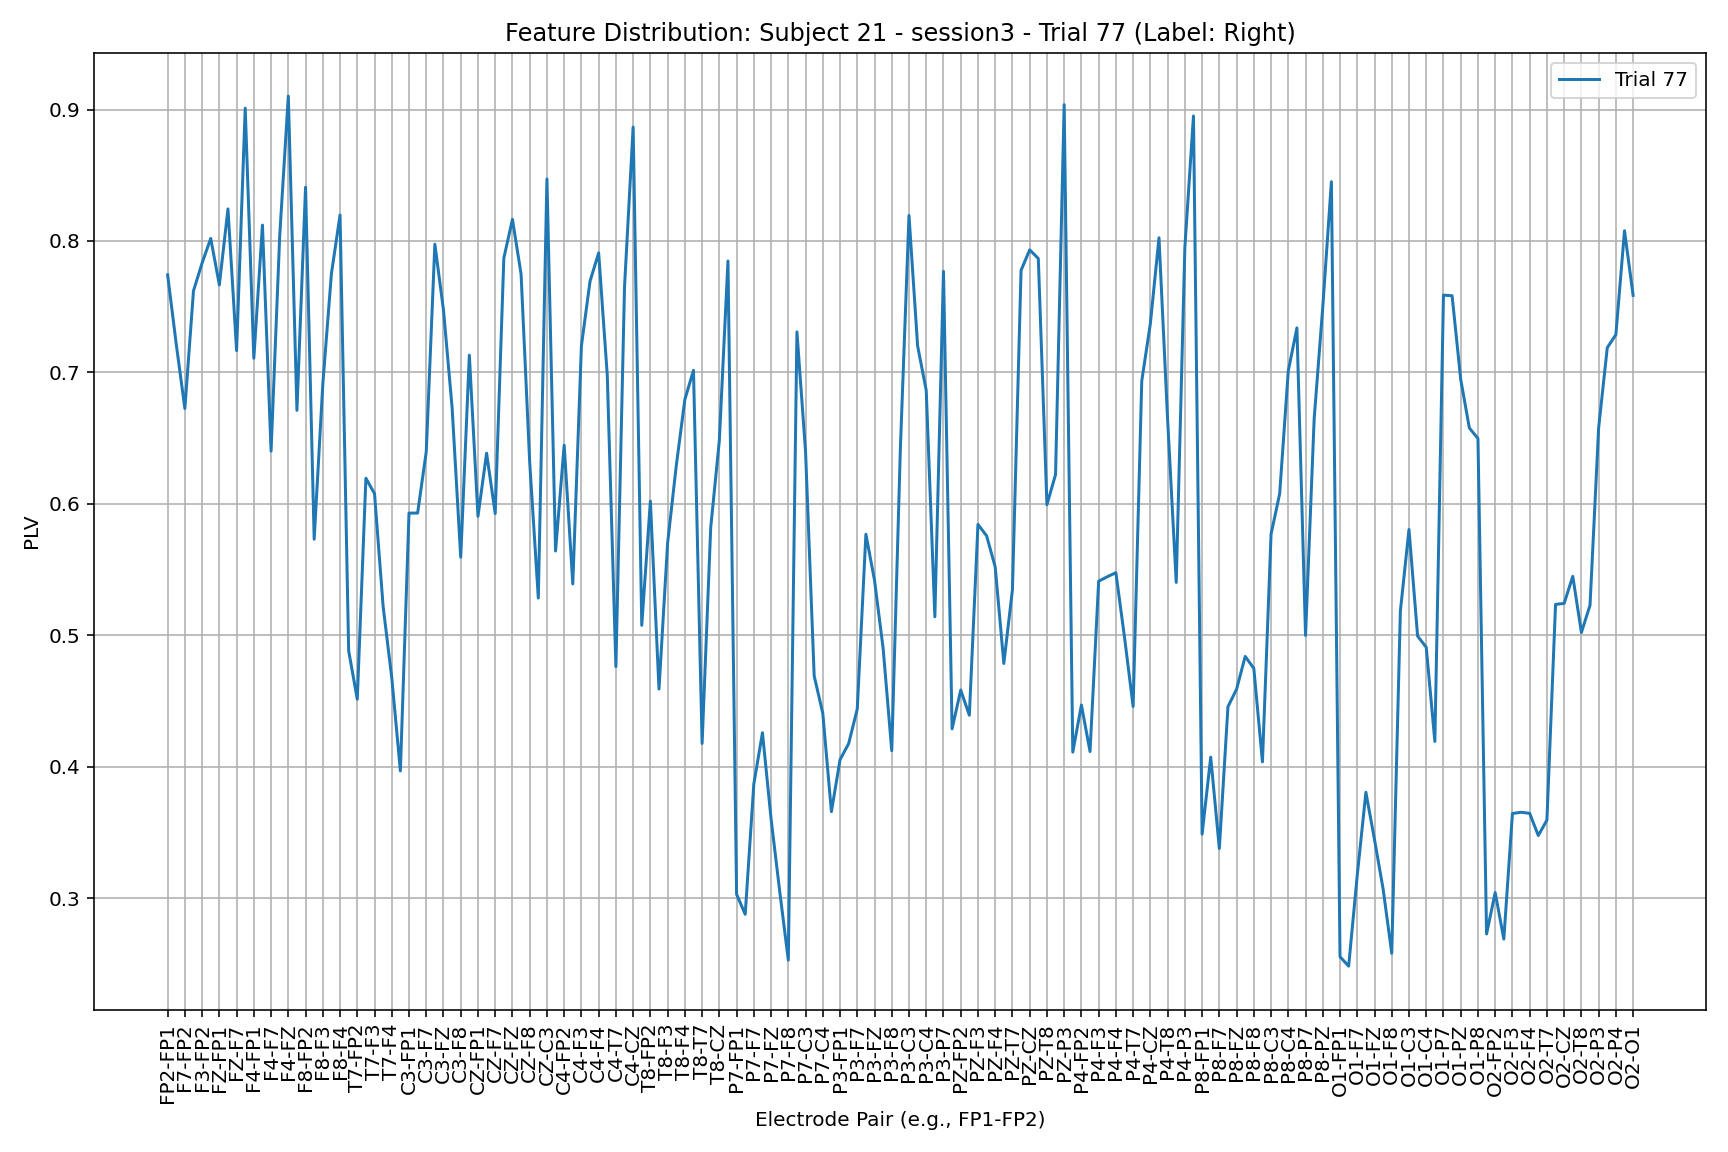 Feature Distribution: Subject 21 - session3 - Trial 77 (Label: Right)
Trial 77
PLV
0.9
0.8
0.7
0.6
0.5
0.4
0.3
FP2-FP1
F7-FP2
F3-FP2
FZ-FP1
FZ-F7
F4-FP1
F4-F7
F4-FZ
F8-FP2
F8-F3
F8-F4
T7-FP2
T7-F3
T7-F4
C3-FP1
C3-F7
C3-FZ
C3-F8
CZ-FP1
CZ-F7
CZ-FZ
CZ-F8
CZ-C3
C4-FP2
C4-F3
C4-F4
C4-T7
C4-CZ
T8-FP2
T8-F3
T8-F4
T8-T7
T8-CZ
P7-FP1
P7-F7
P7-FZ
P7-F8
P7-C3
P7-C4
P3-FP1
P3-F7
P3-FZ
P3-F8
P3-C3
P3-C4
P3-P7
PZ-FP2
PZ-F3
PZ-F4
PZ-T7
PZ-CZ
PZ-T8
PZ-P3
P4-FP2
P4-F3
P4-F4
P4-T7
P4-CZ
P4-T8
P4-P3
P8-FP1
P8-F7
P8-FZ
P8-F8
P8-C3
P8-C4
P8-P7
P8-PZ
O1-FP1
O1-F7
O1-FZ
O1-F8
O1-C3
O1-C4
O1-P7
O1-PZ
O1-P8
O2-FP2
O2-F3
O2-F4
O2-T7
O2-CZ
O2-T8
O2-P3
O2-P4
O2-O1
Electrode Pair (e.g., FP1-FP2)